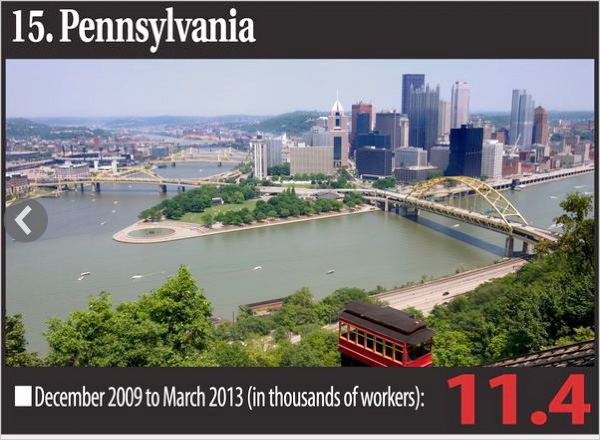 15. Pennsylvania
December 2009 to March 2013 (in thousands of workers): 11.4